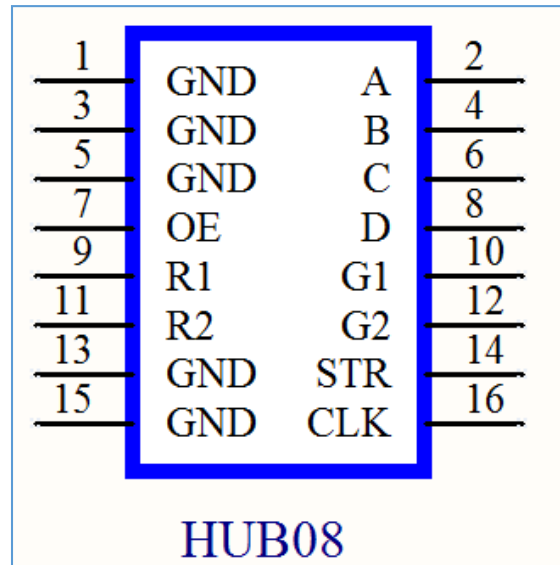 1 GND A 2
3 GND B 4
5 GND C 6
7 OE D 8
9 R1 G1 10
11 R2 G2 12
13 GND STR 14
15 GND CLK 16
HUB08